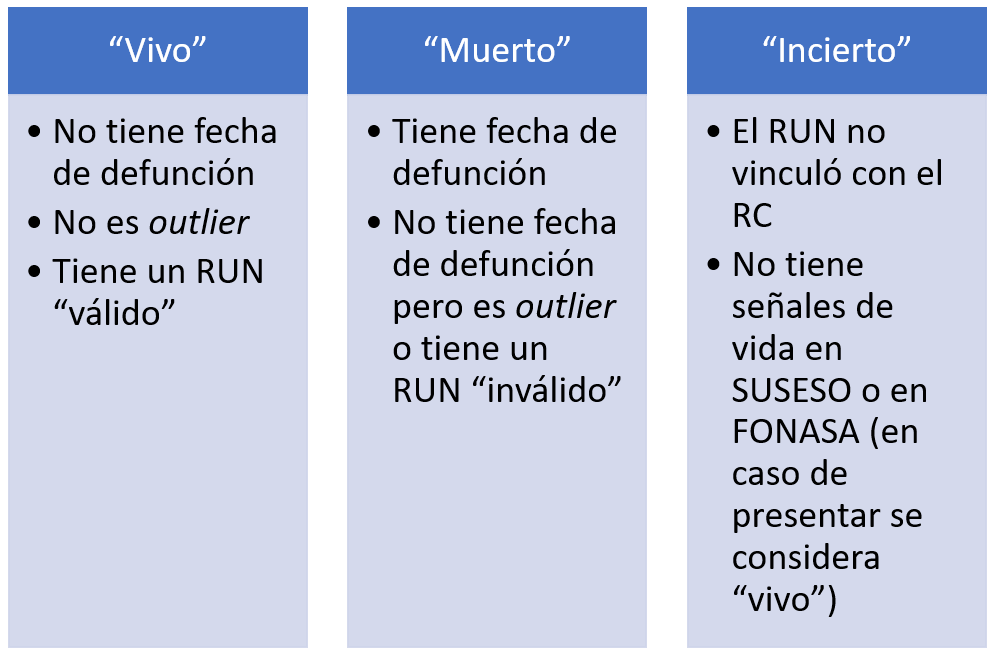 “Vivo”
• No tiene fecha
de defunción
• No es outlier
• Tiene un RUN
“válido”
“Muerto”
• Tiene fecha de
defunción
• No tiene fecha
de defunción
pero es outlier
o tiene un
RUN “inválido”
“Incierto”
• El RUN no
vinculó con el
RC
• No tiene
señales de
vida en
SUSESO o en
FONASA (en
caso de
presentar se
considera
“vivo”)